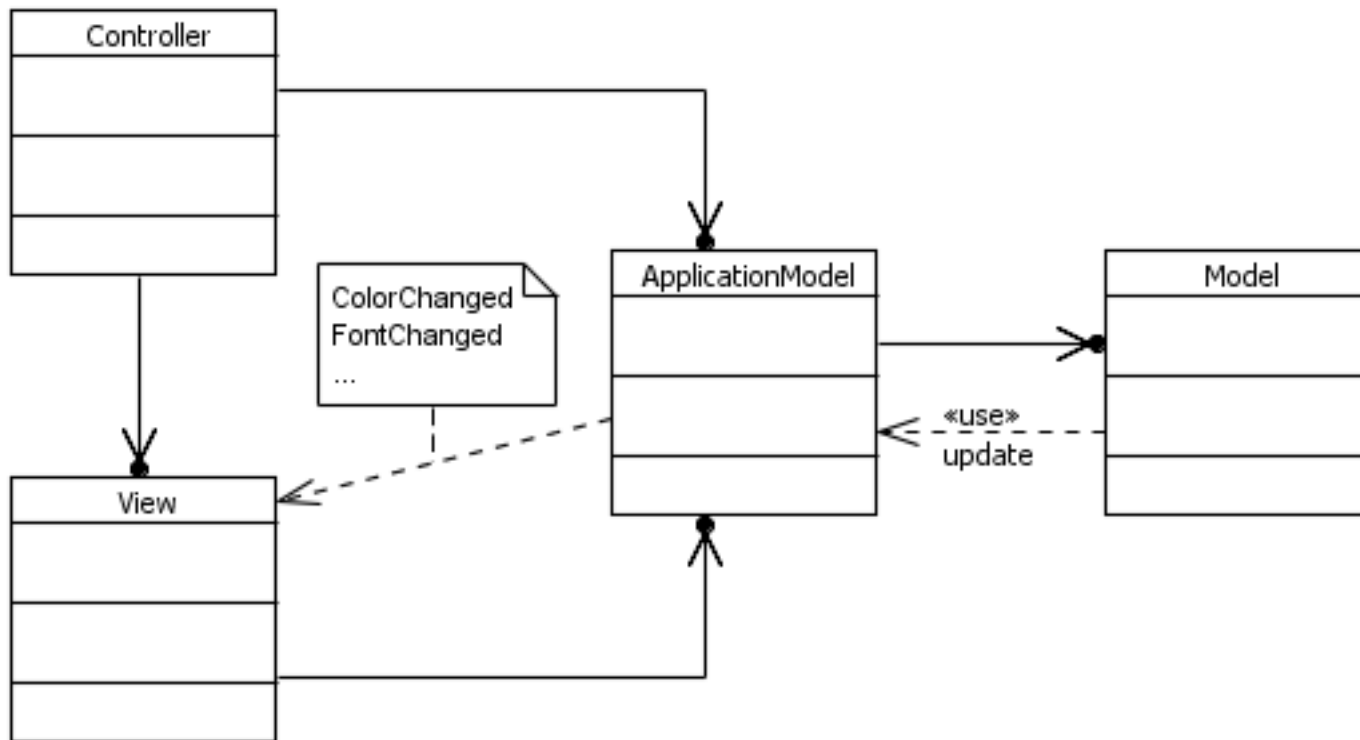 Controller
ColorChanged
FontChanged
...
ApplicationModel
Model
«use»
update
View